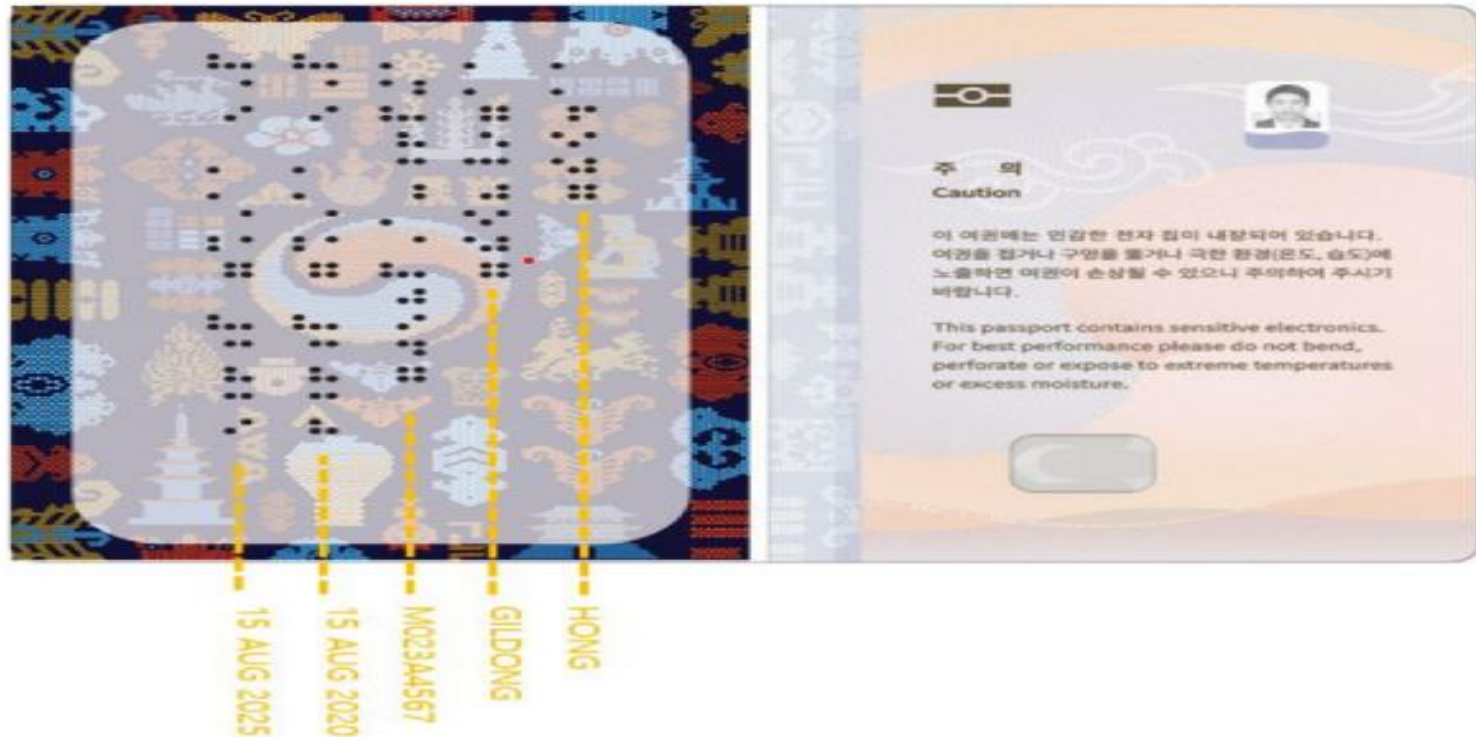 주 의
Caution
이 여권에는 민감한 전자 칩이 내장되어 있습니다.
여권을 접거나 구멍을 뚫거나 극한 환경(온도, 습도)에
노출하면 여권이 손상될 수 있으니 주의하여 주시기
바랍니다.
This passport contains sensitive electronics.
For best performance please do not bend,
perforate or expose to extreme temperatures
or excess moisture.
HONG
GILDONG
M023A4567
15 AUG 2020
15 AUG 2025